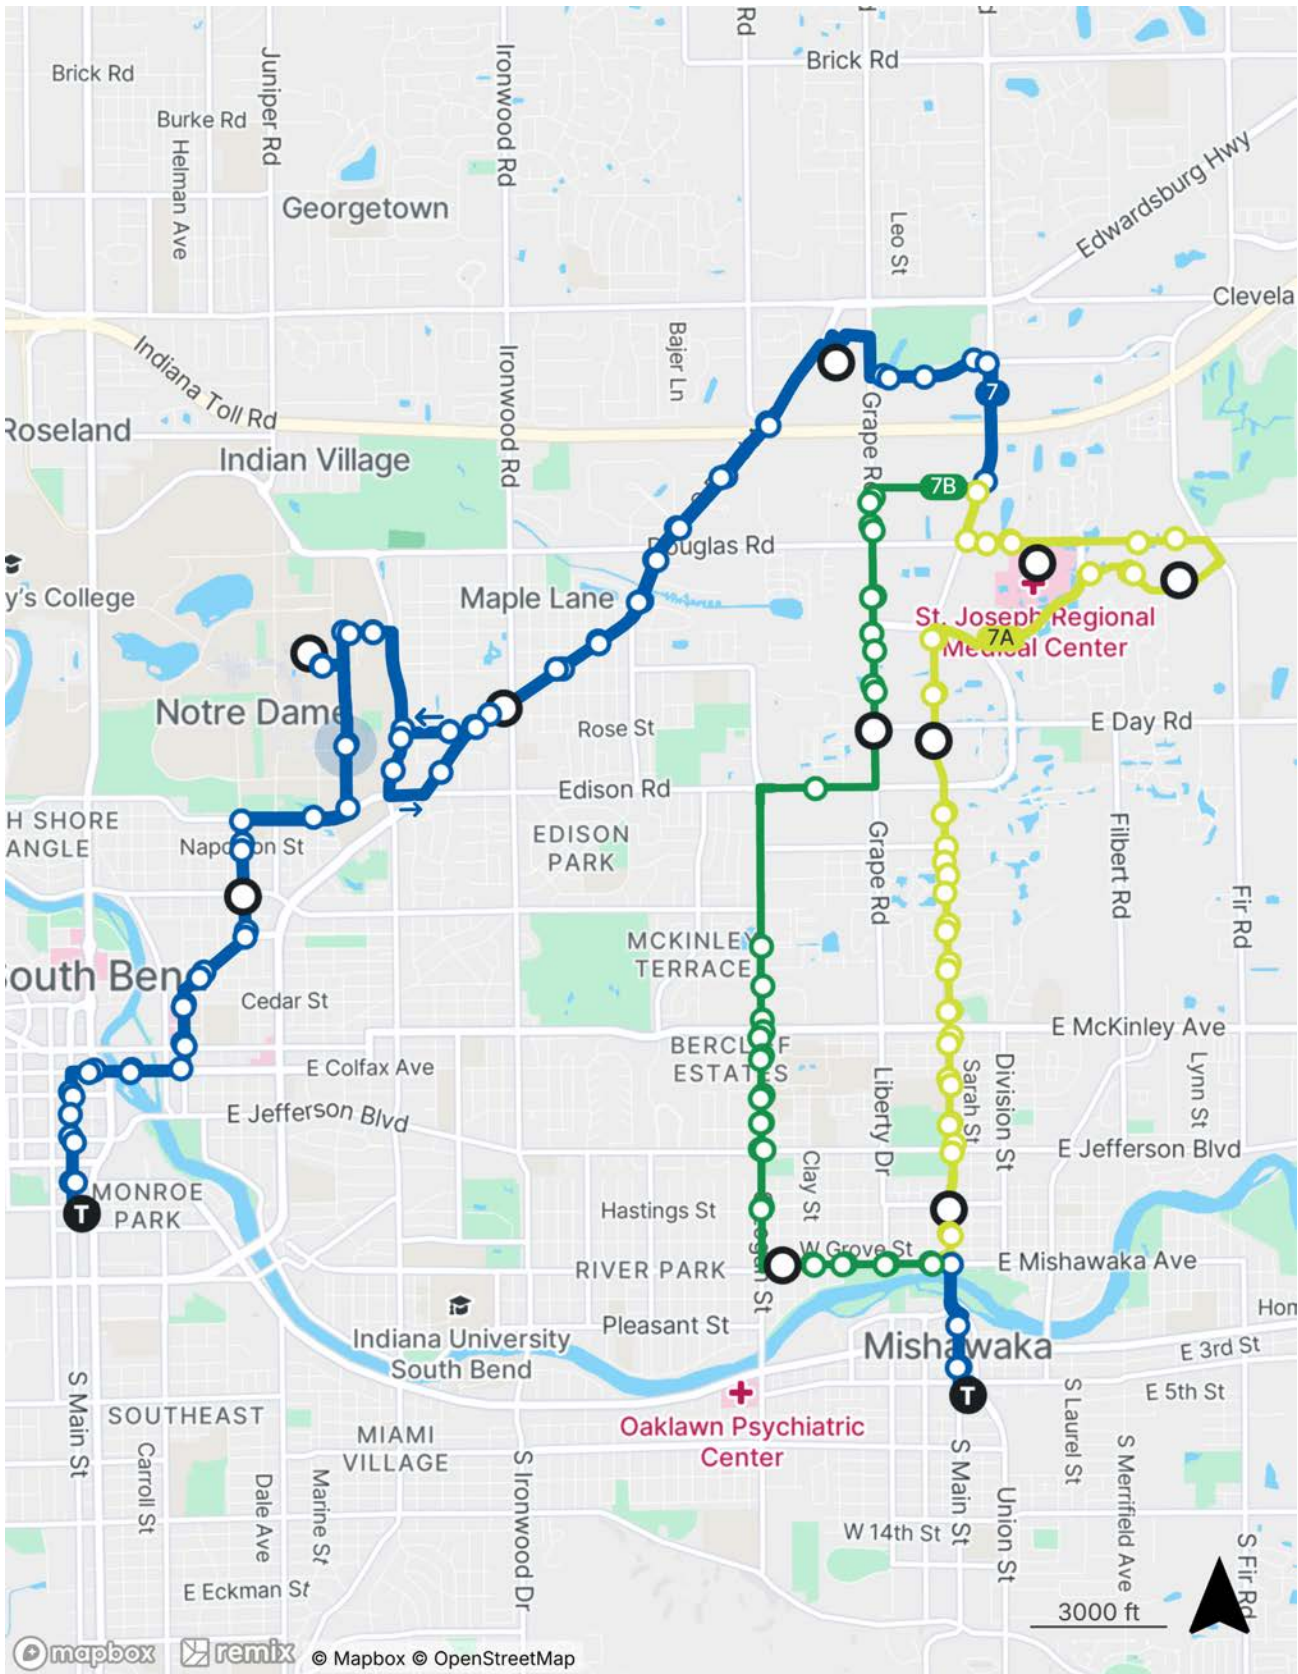 Rd
Rd
Rd
Brick Rd
Brick Rd
Juniper Rd
Ironwood Rd
Burke Rd
Helman Ave
Edwardsburg Hwy
Georgetown
Leo St
Clevela
Indiana Toll Rd
Bajer Ln
Ironwood Rd
7
Grape R
Roseland
Indian Village
7B
Douglas Rd
y's College
Maple Lane
St. Joseph Regional
Medical Center
7A
Notre Dame
Rose St
E Day Rd
Edison Rd
H SHORE
ANGLE
Napoleon St
EDISON
PARK
Grape Rd
Filbert Rd
Fir Rd
MCKINLEY
TERRACE
outh Ben
Cedar St
E McKinley Ave
BERCLIFF
ESTATES
E Colfax Ave
Liberty Dr
Sarah St
Division St
Lynn St
E Jefferson Blvd
E Jefferson Blvd
Clay St
MONROE
PARK
T
Hastings St
Logan St
W Grove St
RIVER PARK
E Mishawaka Ave
Hom
Pleasant St
Indiana University
South Bend
Mishawaka
E 3rd St
T
E 5th St
S Main St
SOUTHEAST
Oaklawn Psychiatric
Center
S Laurel St
MIAMI
VILLAGE
Carroll St
Dale Ave
Marine St
S Ironwood Dr
S Main St
Union St
S Merrifield Ave
S Fir Rd
W 14th St
E Eckman St
3000 ft
mapbox
remix
© Mapbox © OpenStreetMap